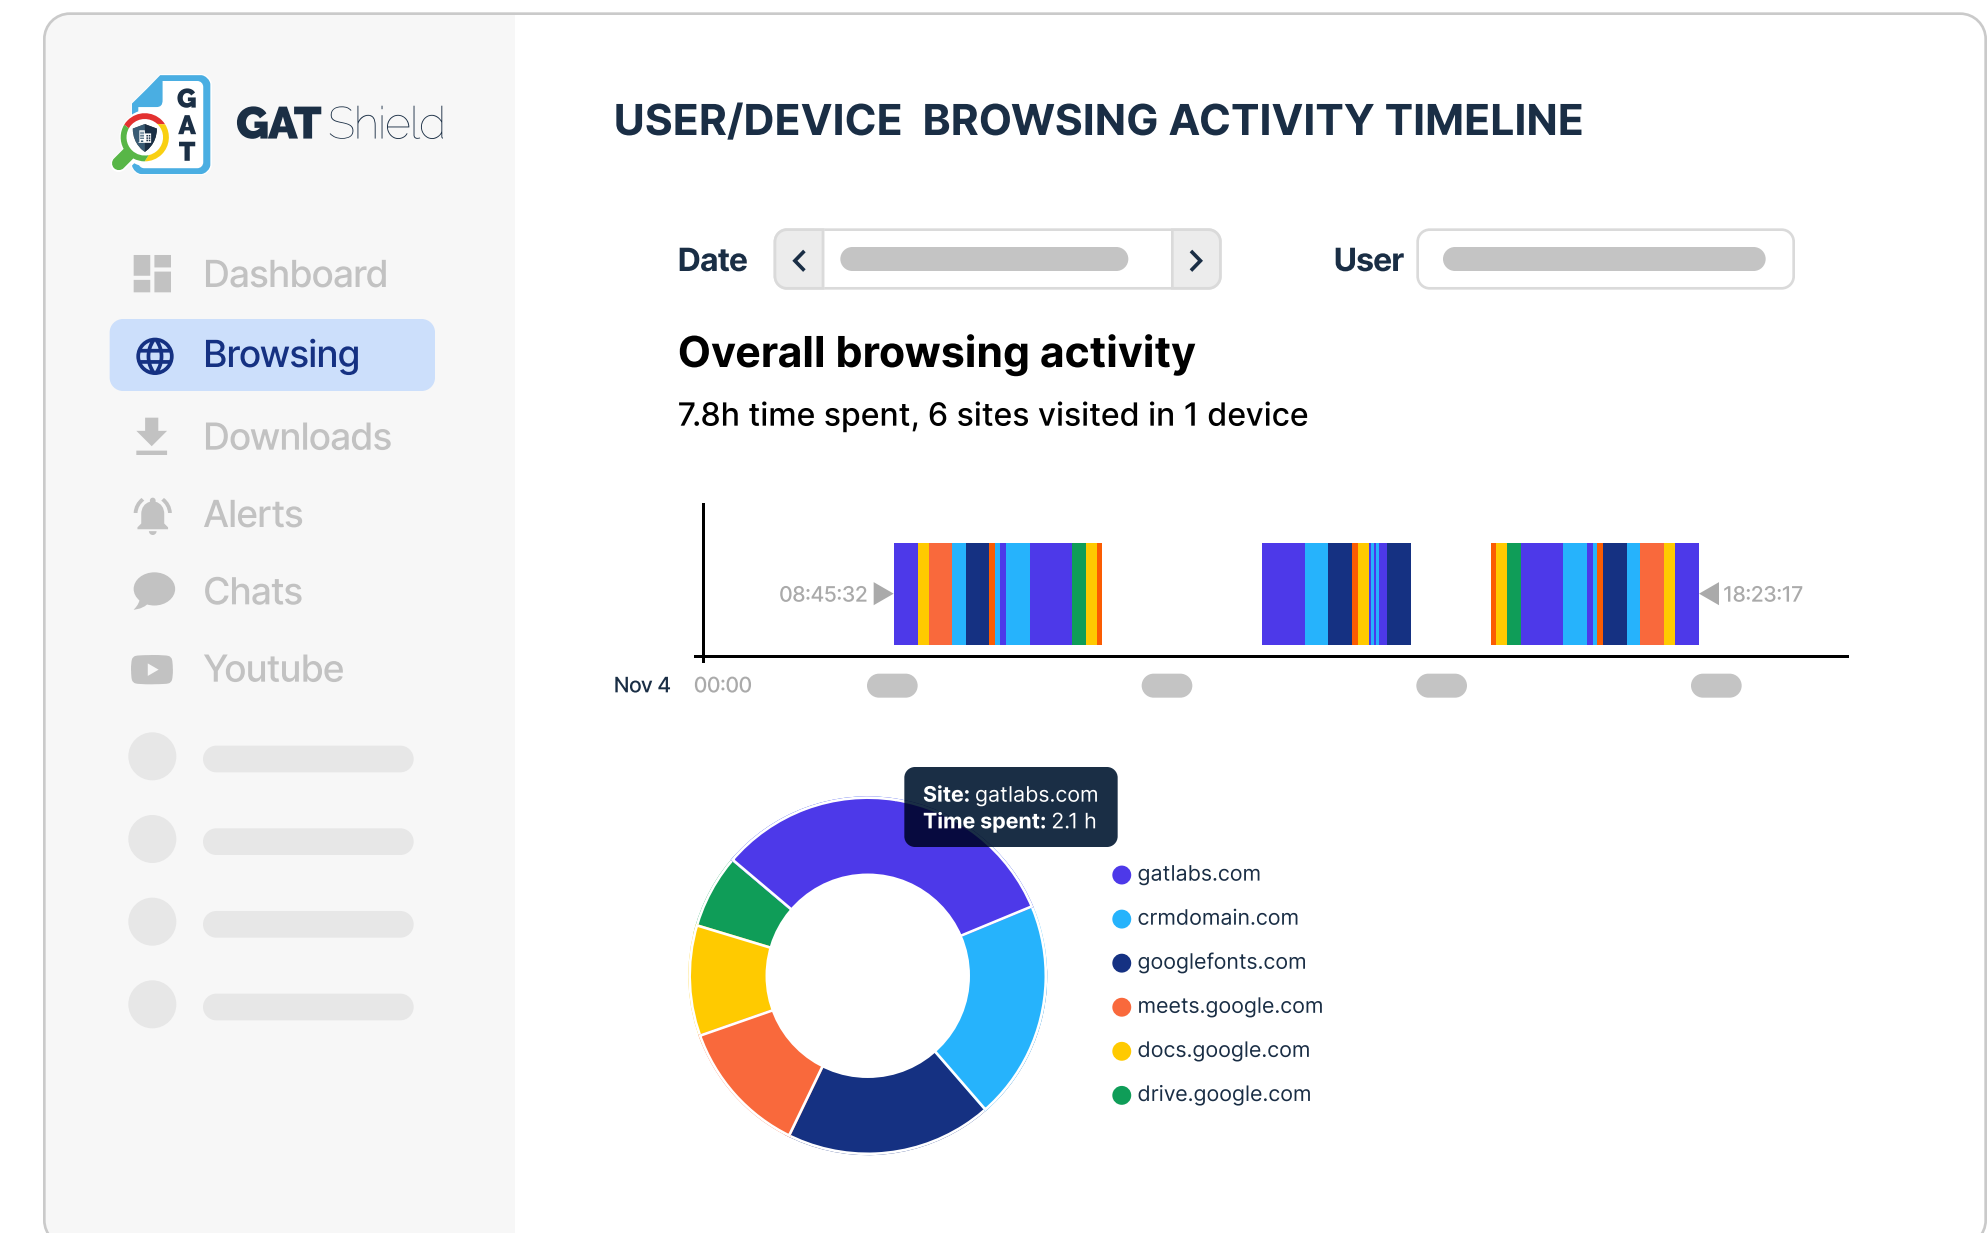 G
A
T
GAT Shield
Dashboard
Browsing
Downloads
Alerts
Chats
Youtube
USER/DEVICE BROWSING ACTIVITY TIMELINE
Date
User
Overall browsing activity
7.8h time spent, 6 sites visited in 1 device
08:45:32
18:23:17
Nov 4 00:00
Site: gatlabs.com
Time spent: 2.1 h
gatlabs.com
crmdomain.com
googlefonts.com
meets.google.com
docs.google.com
drive.google.com